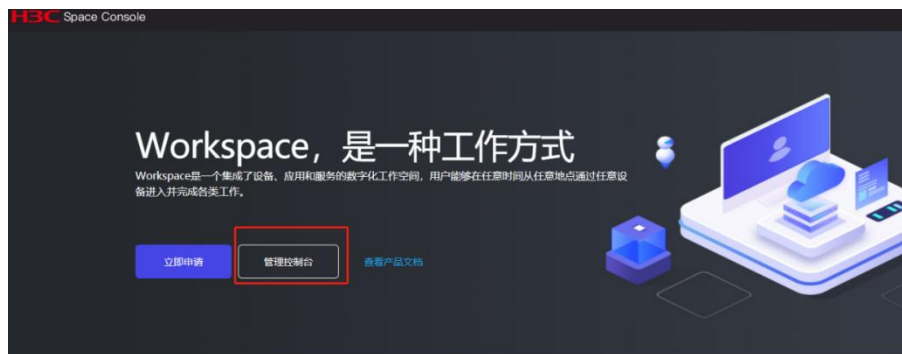 H3C Space Console
Workspace，是一种工作方式
Workspace是一个集成了设备、应用和服务的数字化工作空间，用户能够在任意时间从任意地点通过任意设
备进入并完成各类工作。
立即申请
管理控制台
查看产品文档